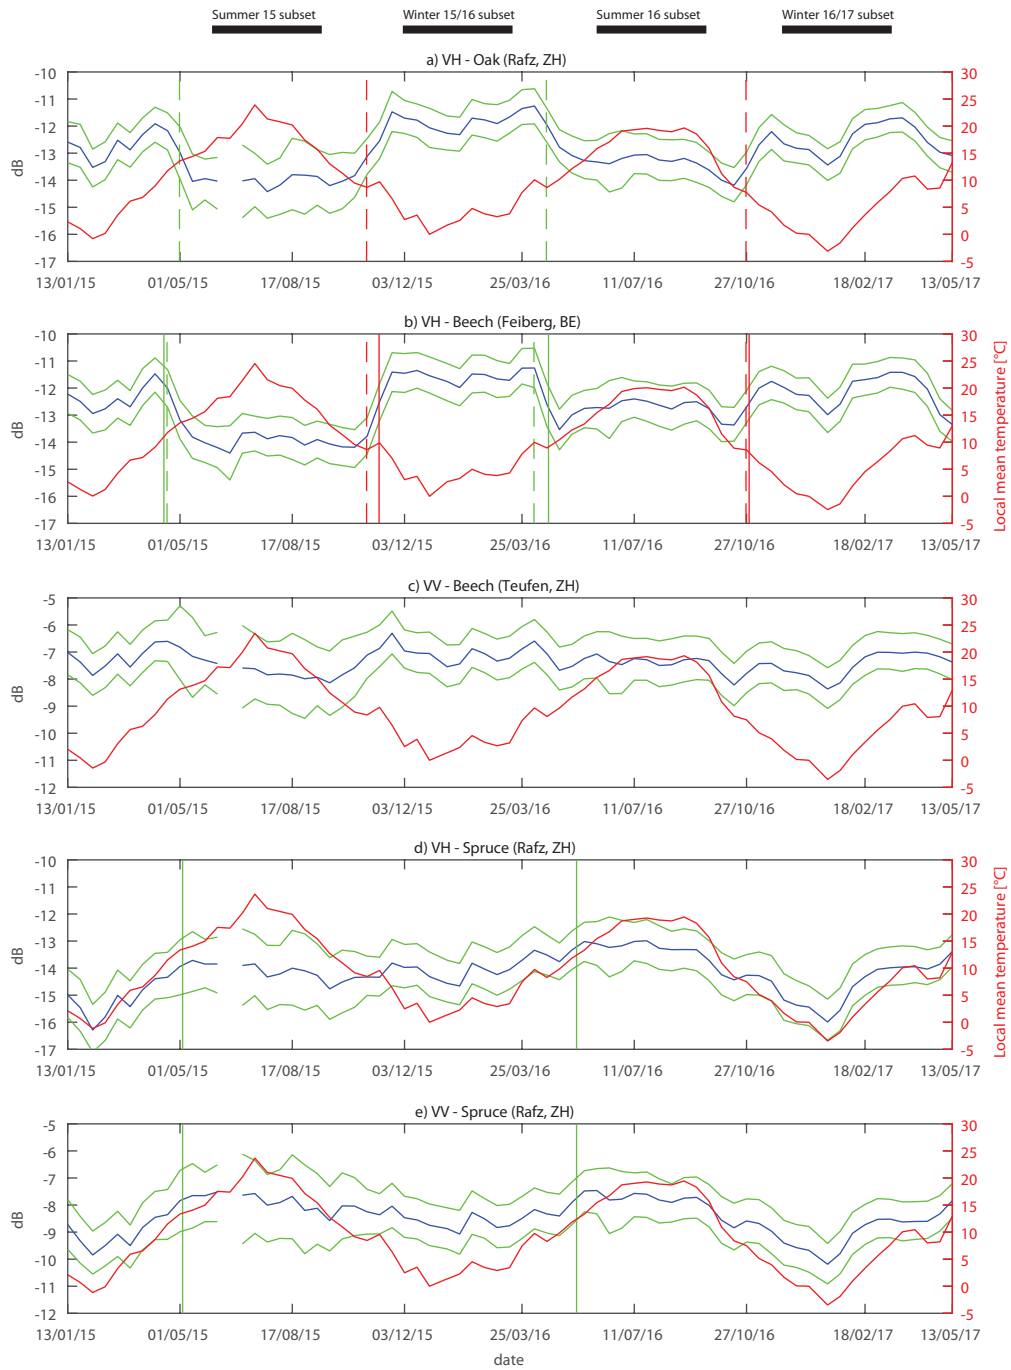 Summer 15 subset Winter 15/16 subset Summer 16 subset Winter 16/17 subset
a) VH - Oak (Rafz, ZH)
-10 30
-11 25
-12 20
-13 15
-14 10
-15 5
-16 0
-17 -5
dB
13/01/15 01/05/15 17/08/15 03/12/15 25/03/16 11/07/16 27/10/16 18/02/17 13/05/17
b) VH - Beech (Feiberg, BE)
-10 30
-11 25
-12 20
-13 15
-14 10
-15 5
-16 0
-17 -5
dB
Local mean temperature [°C]
13/01/15 01/05/15 17/08/15 03/12/15 25/03/16 11/07/16 27/10/16 18/02/17 13/05/17
c) VV - Beech (Teufen, ZH)
-5 30
-6 25
-7 20
-8 15
-9 10
-10 5
-11 0
-12 -5
dB
13/01/15 01/05/15 17/08/15 03/12/15 25/03/16 11/07/16 27/10/16 18/02/17 13/05/17
d) VH - Spruce (Rafz, ZH)
-10 30
-11 25
-12 20
-13 15
-14 10
-15 5
-16 0
-17 -5
dB
Local mean temperature [°C]
13/01/15 01/05/15 17/08/15 03/12/15 25/03/16 11/07/16 27/10/16 18/02/17 13/05/17
e) VV - Spruce (Rafz, ZH)
-5 30
-6 25
-7 20
-8 15
-9 10
-10 5
-11 0
-12 -5
dB
13/01/15 01/05/15 17/08/15 03/12/15 25/03/16 11/07/16 27/10/16 18/02/17 13/05/17
date